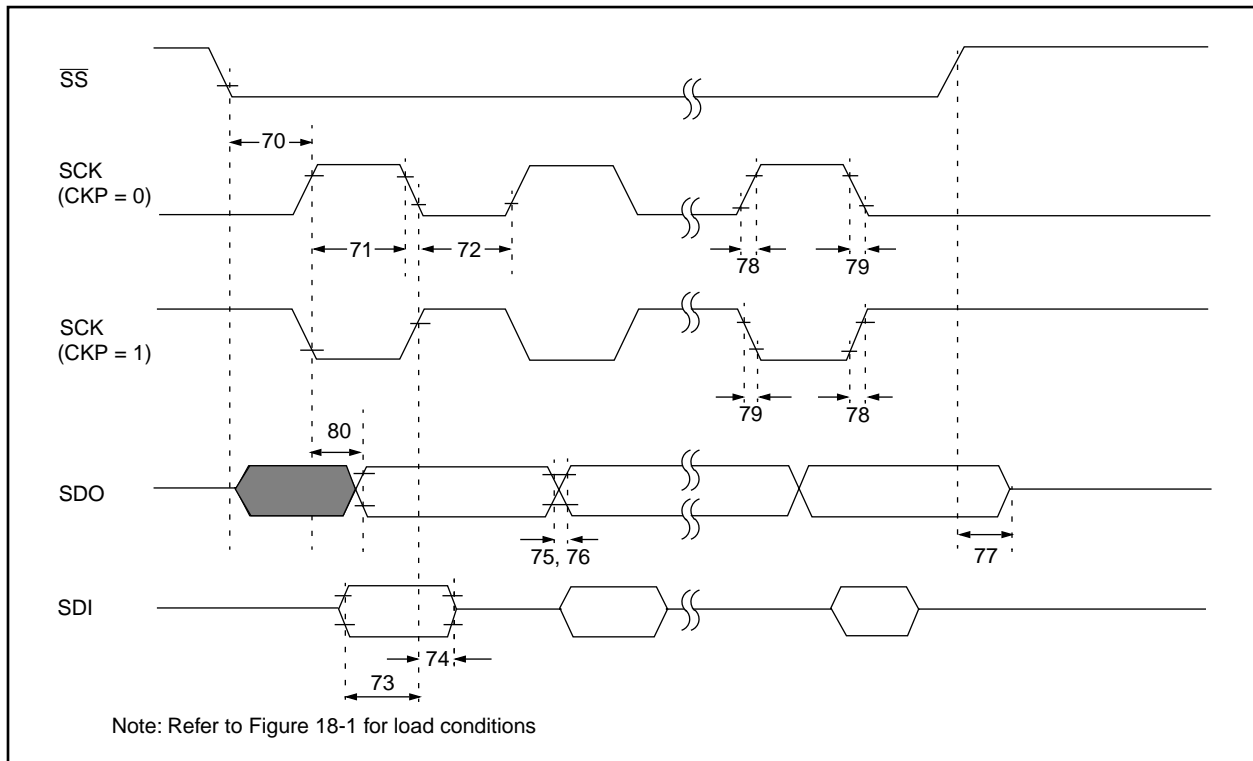 SS
70
SCK
(CKP = 0)
71
72
78
79
SCK
(CKP = 1)
79
78
80
SDO
75, 76
77
SDI
74
73
Note: Refer to Figure 18-1 for load conditions